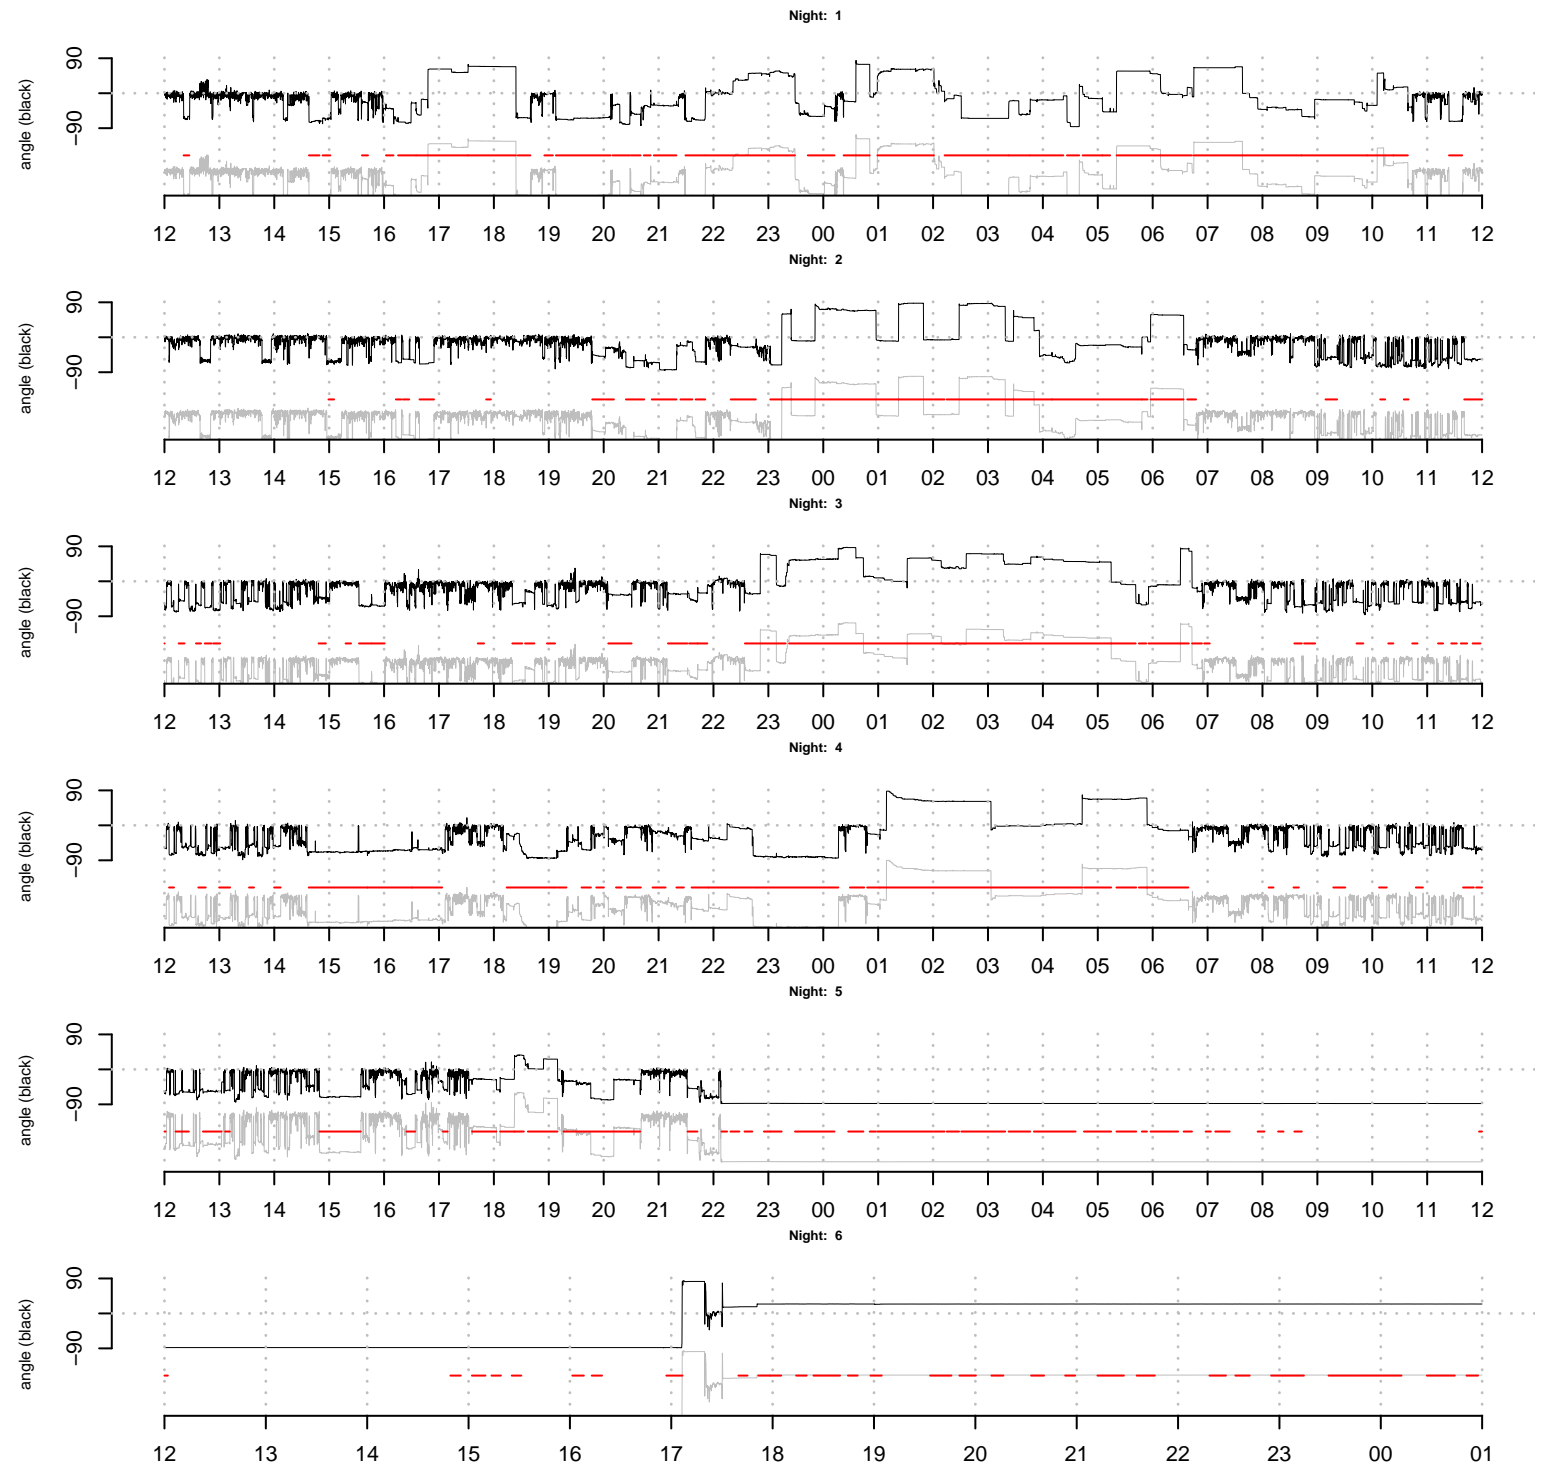 Night: 1
angle (black)
90
-90
12 13 14 15 16 17 18 19 20 21 22 23 00 01 02 03 04 05 06 07 08 09 10 11 12
Night: 2
angle (black)
90
-90
12 13 14 15 16 17 18 19 20 21 22 23 00 01 02 03 04 05 06 07 08 09 10 11 12
Night: 3
angle (black)
90
-90
12 13 14 15 16 17 18 19 20 21 22 23 00 01 02 03 04 05 06 07 08 09 10 11 12
Night: 4
angle (black)
90
-90
12 13 14 15 16 17 18 19 20 21 22 23 00 01 02 03 04 05 06 07 08 09 10 11 12
Night: 5
angle (black)
90
-90
12 13 14 15 16 17 18 19 20 21 22 23 00 01 02 03 04 05 06 07 08 09 10 11 12
Night: 6
angle (black)
90
-90
12 13 14 15 16 17 18 19 20 21 22 23 00 01